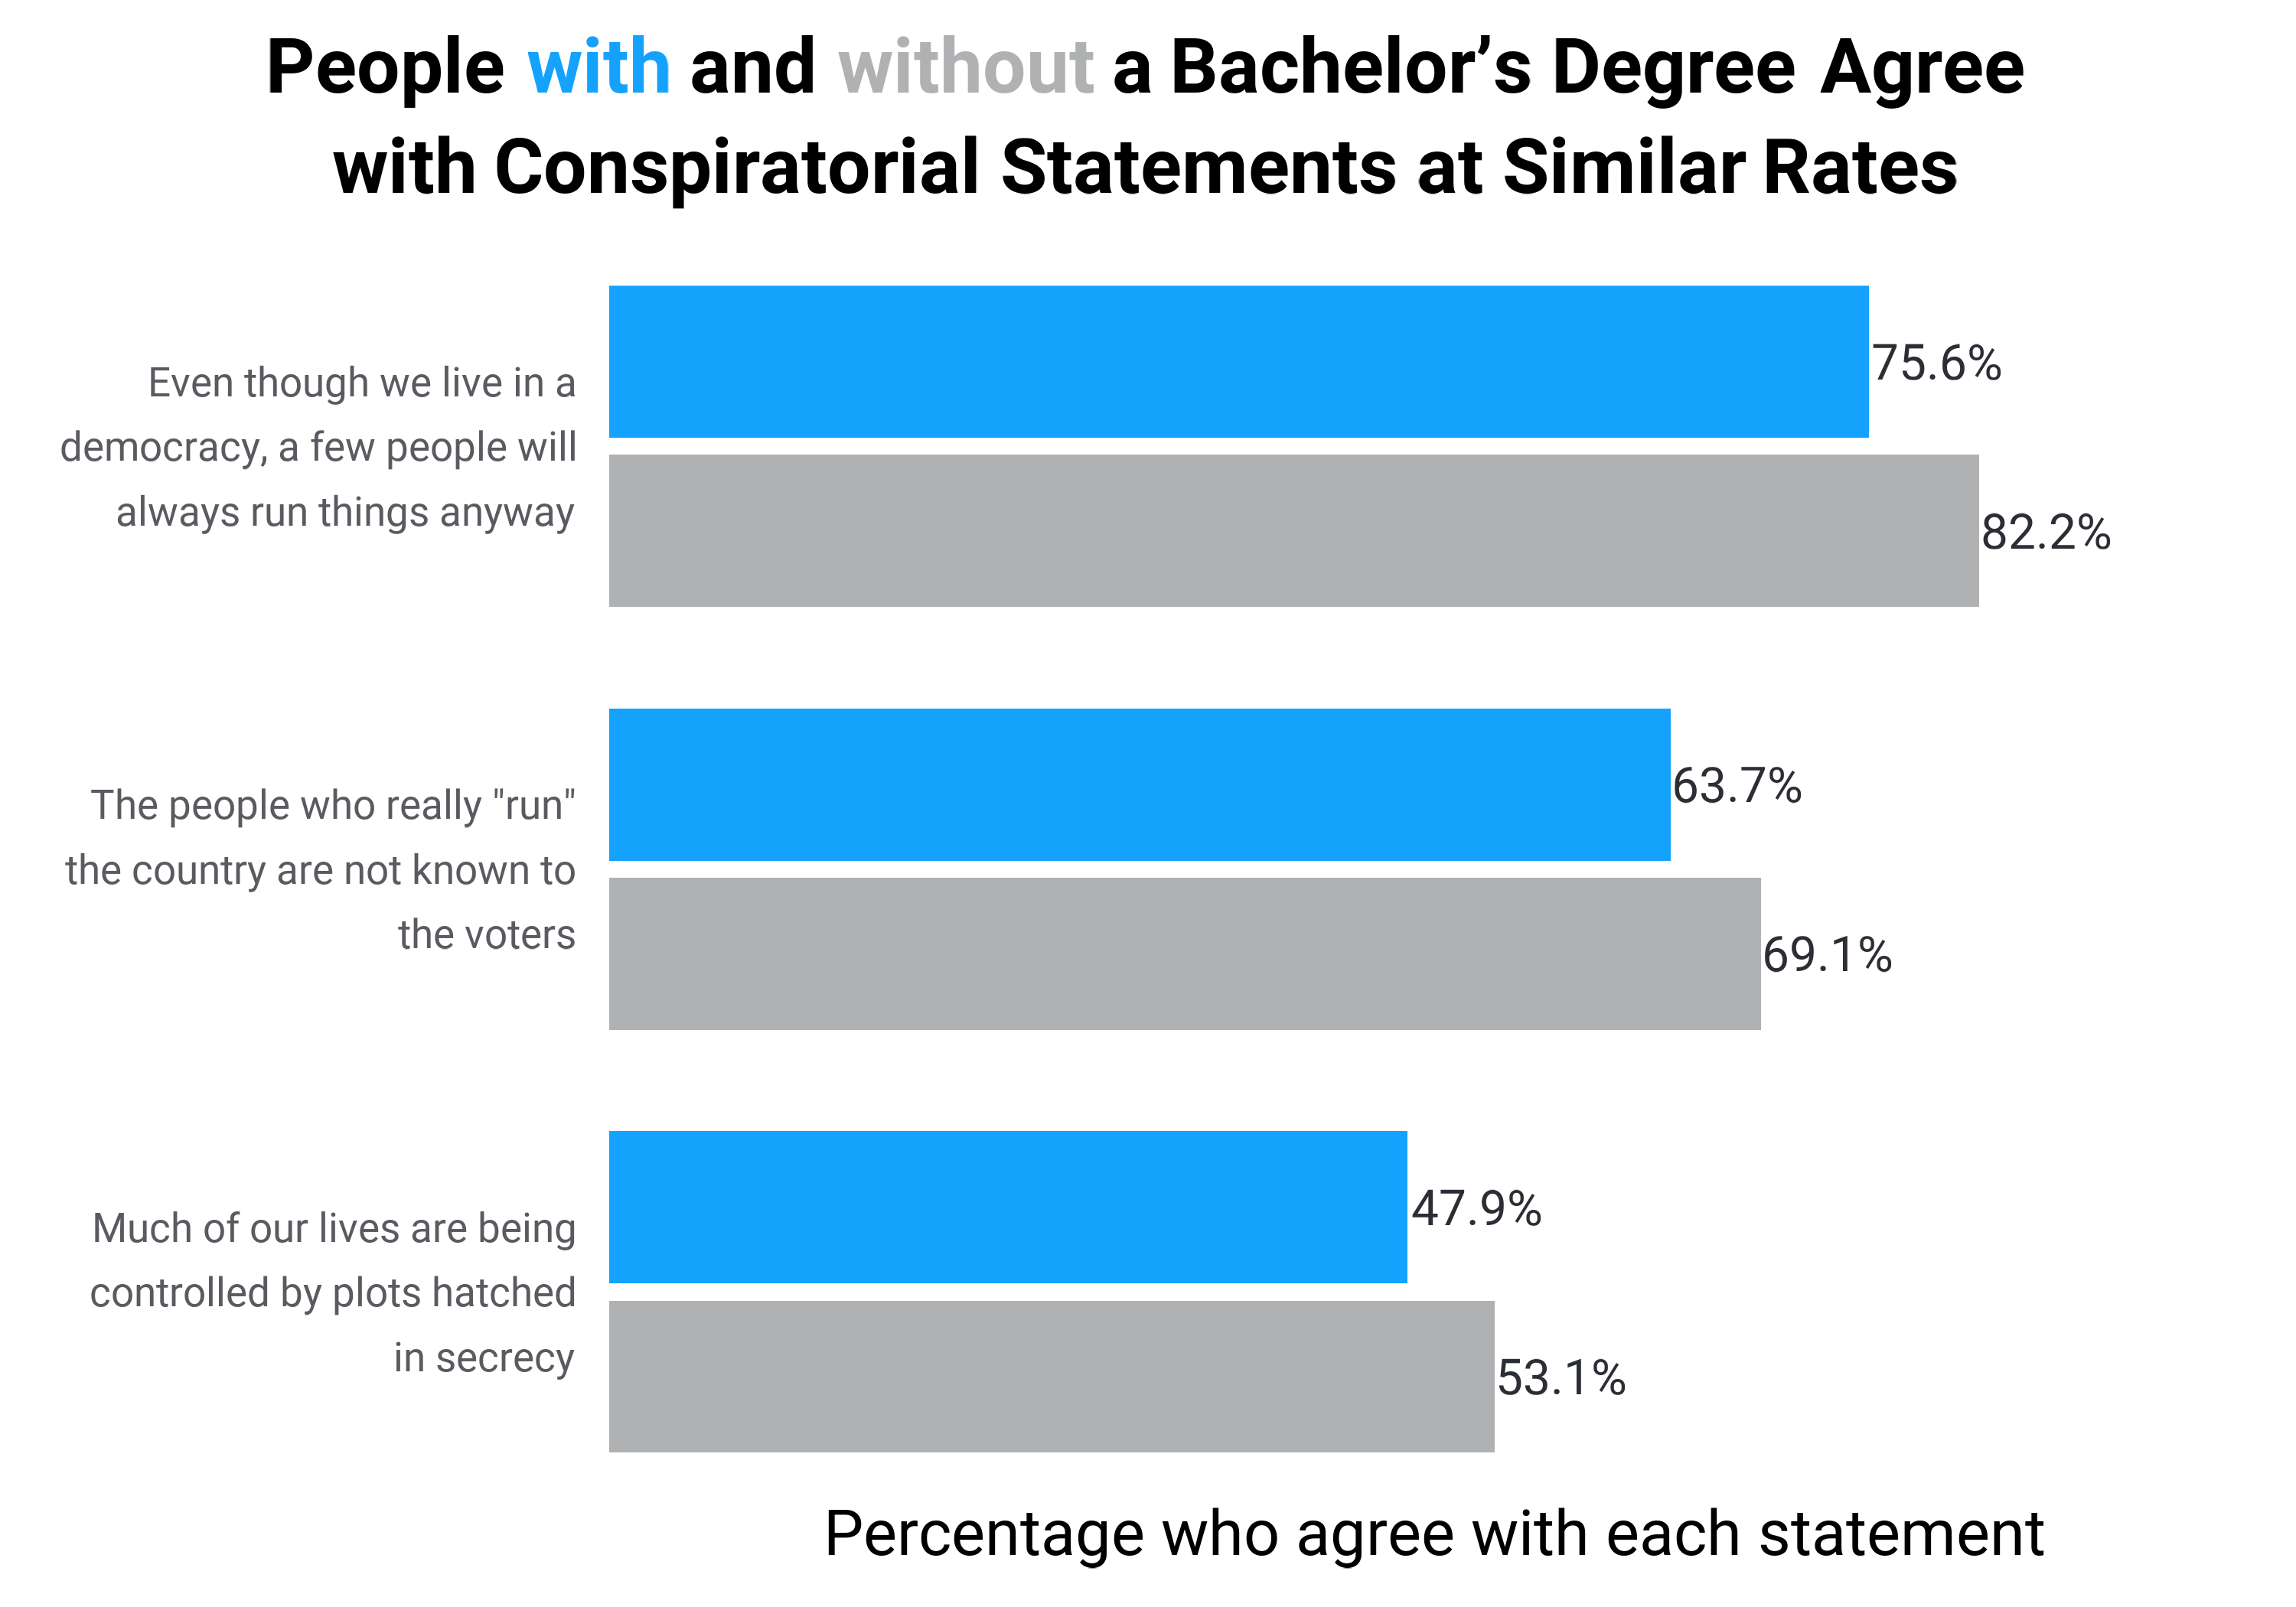 People with and without a Bachelor’s Degree Agree
with Conspiratorial Statements at Similar Rates
Even though we live in a
democracy, a few people will
always run things anyway
75.6%
82.2%
The people who really "run"
the country are not known to
the voters
63.7%
69.1%
Much of our lives are being
controlled by plots hatched
in secrecy
47.9%
53.1%
Percentage who agree with each statement